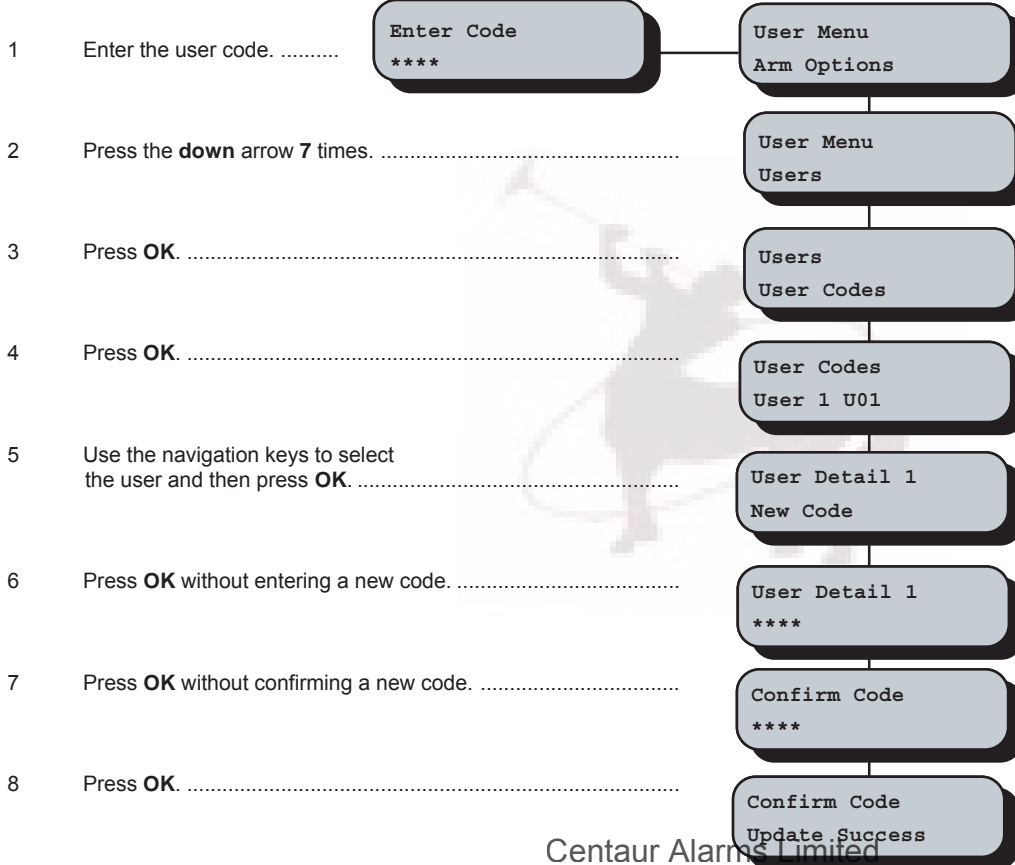 1 Enter the user code. ..........
Enter Code
****
User Menu
Arm Options
2 Press the down arrow 7 times. ....................................................
User Menu
Users
3 Press OK. .....................................................................................
Users
User Codes
4 Press OK. .....................................................................................
User Codes
User 1 U01
5 Use the navigation keys to select
the user and then press OK. ........................................................
User Detail 1
New Code
6 Press OK without entering a new code. .......................................
User Detail 1
****
7 Press OK without confirming a new code. ..................................
Confirm Code
****
8 Press OK. .....................................................................................
Confirm Code
Update Success
Centaur Alarms Limited